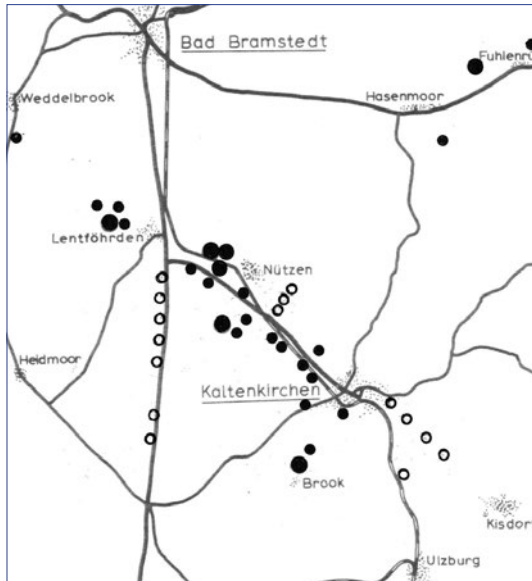 Bad Bramstedt
Weddelbrook
Hasenmoor
Lentföhrden
Nützen
Heidmoor
Kaltenkirchen
Brook
Ulzburg